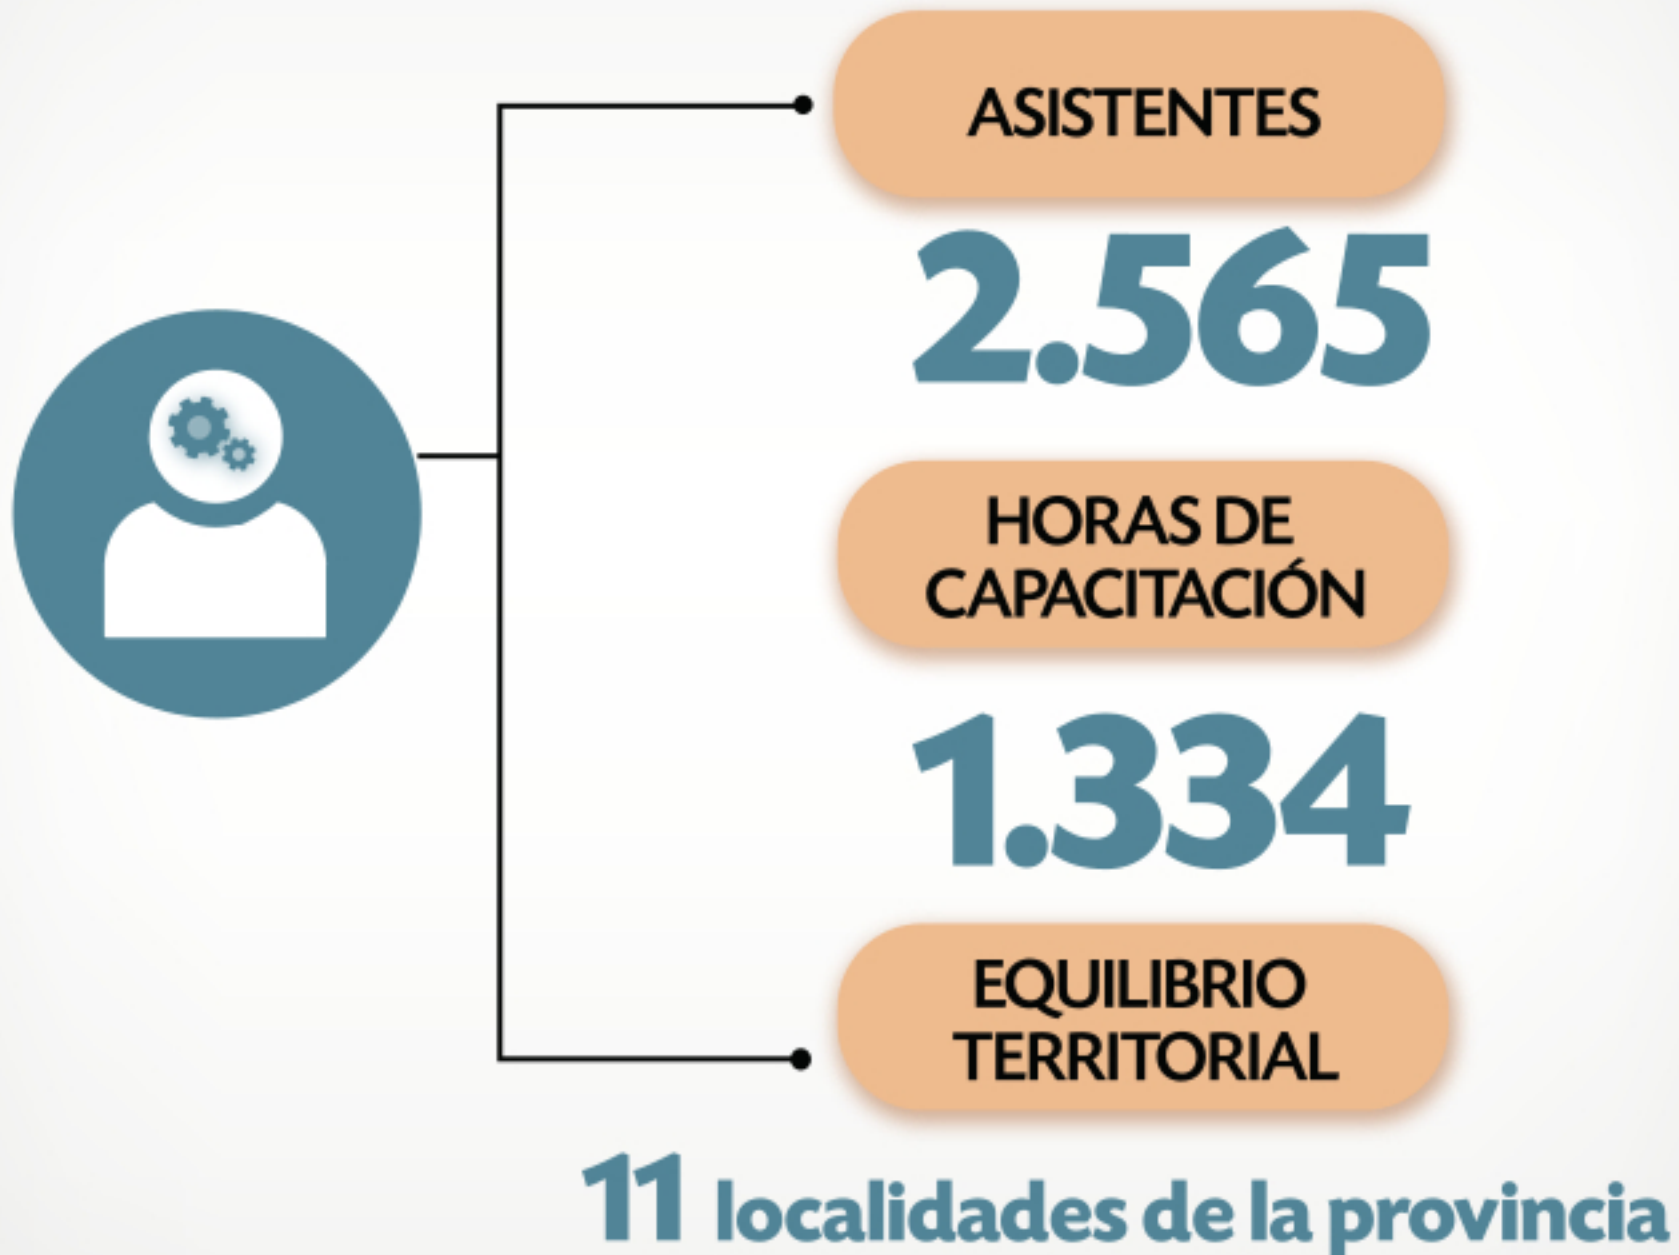 ASISTENTES
2.565
HORAS DE
CAPACITACIÓN
1.334
EQUILIBRIO
TERRITORIAL
11 localidades de la provincia